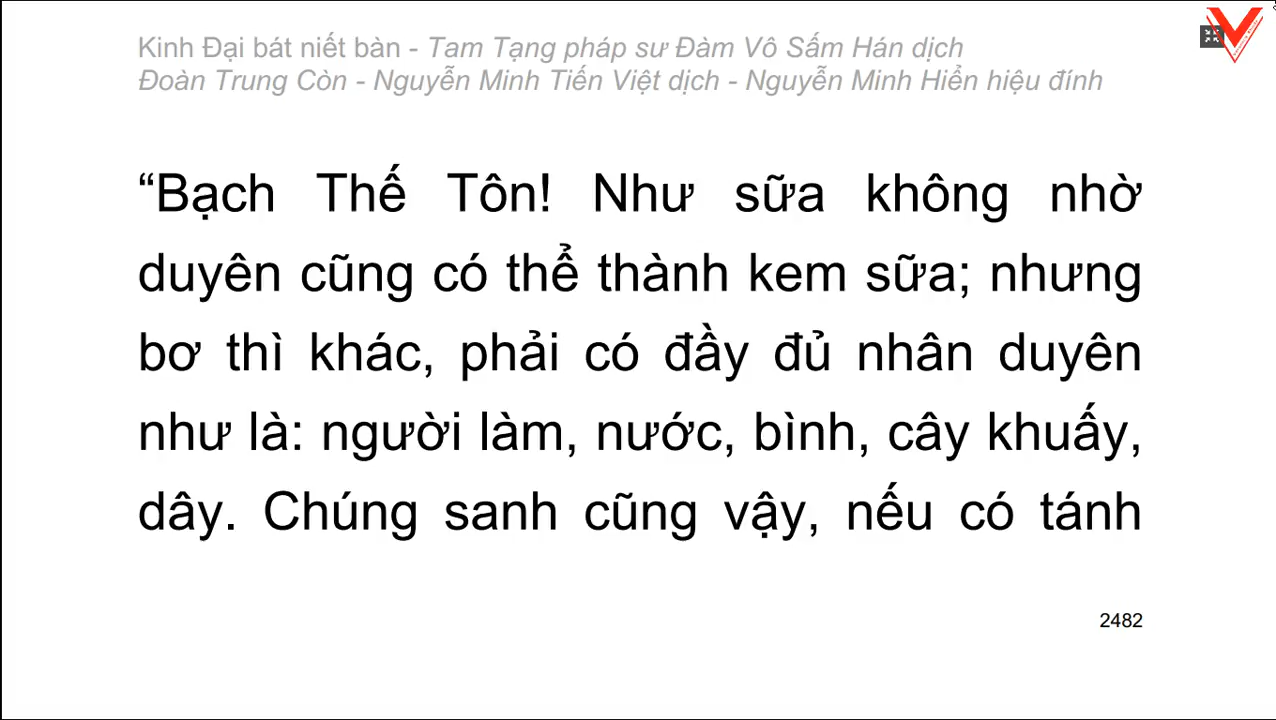 Kinh Đại bát niết bàn - Tam Tạng pháp sư Đàm Vô Sấm Hán dịch
Đoàn Trung Còn - Nguyễn Minh Tiến Việt dịch - Nguyễn Minh Hiển hiệu đính
“Bạch Thế Tôn! Như sữa không nhờ
duyên cũng có thể thành kem sữa; nhưng
bơ thì khác, phải có đầy đủ nhân duyên
như là: người làm, nước, bình, cây khuấy,
dây. Chúng sanh cũng vậy, nếu có tánh
2482